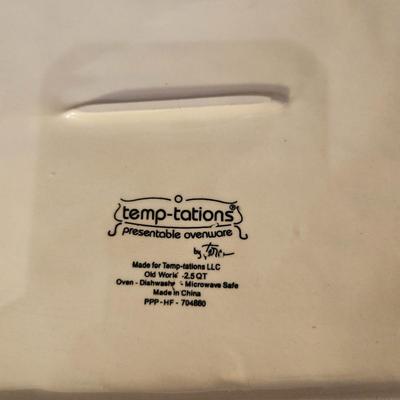 temp-tations®
presentable ovenware
by Tara
Made for Temp-tations LLC
Old World 2.5 QT
Oven - Dishwasher - Microwave Safe
Made in China
PPP - HF - 794860